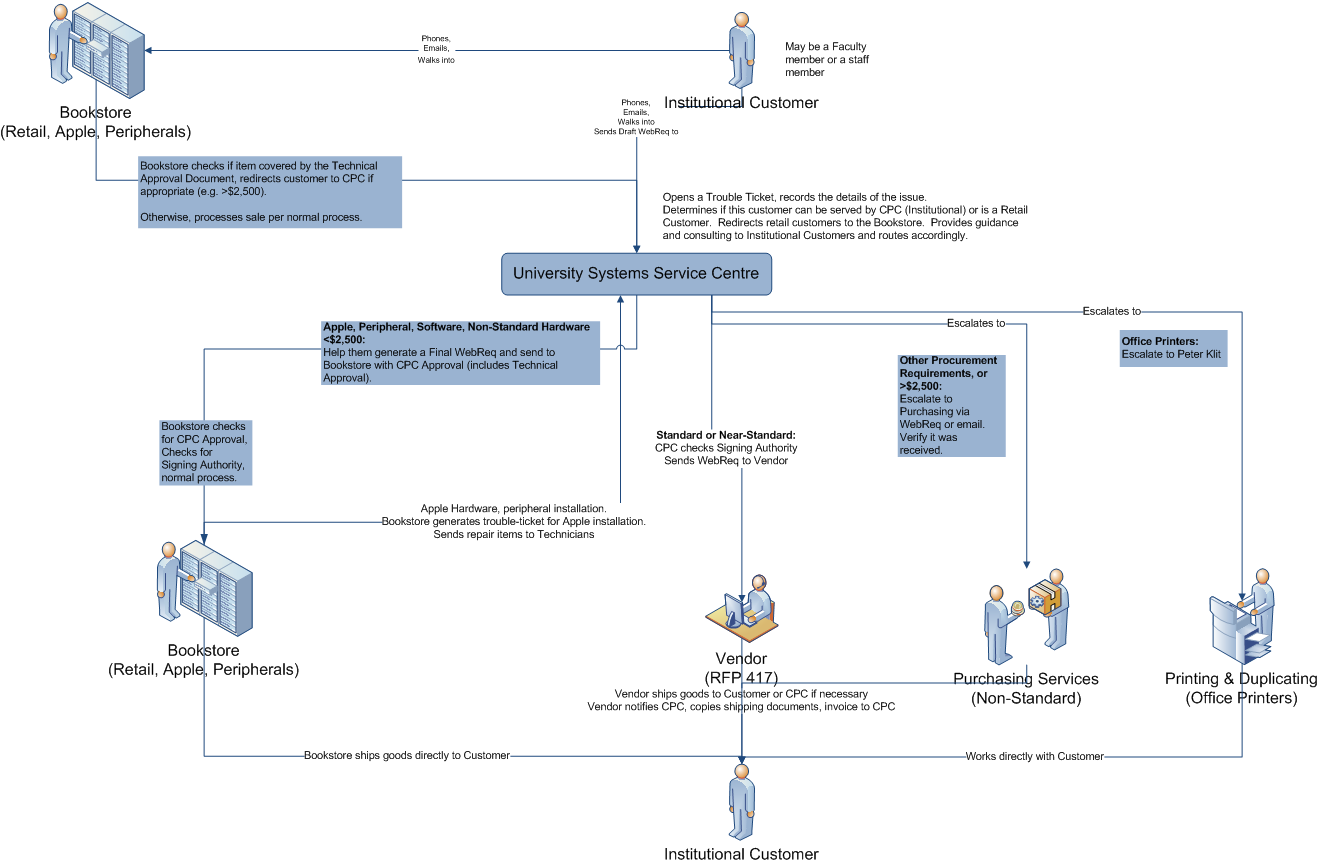 Phones,
Emails,
Walks into
May be a Faculty
member or a staff
member
Institutional Customer
Bookstore
(Retail, Apple, Peripherals)
Phones,
Emails,
Walks into
Sends Draft WebReq to
Bookstore checks if item covered by the Technical
Approval Document, redirects customer to CPC if
appropriate (e.g. >$2,500).
Otherwise, processes sale per normal process.
Opens a Trouble Ticket, records the details of the issue.
Determines if this customer can be served by CPC (Institutional) or is a Retail
Customer.  Redirects retail customers to the Bookstore.  Provides guidance
and consulting to Institutional Customers and routes accordingly.
University Systems Service Centre
Apple, Peripheral, Software, Non-Standard Hardware
<$2,500:
Help them generate a Final WebReq and send to
Bookstore with CPC Approval (includes Technical
Approval).
Escalates to
Escalates to
Office Printers:
Escalate to Peter Klit
Other Procurement
Requirements, or
>$2,500:
Escalate to
Purchasing via
WebReq or email.
Verify it was
received.
Bookstore checks
for CPC Approval,
Checks for
Signing Authority,
normal process.
Standard or Near-Standard:
CPC checks Signing Authority
Sends WebReq to Vendor
Apple Hardware, peripheral installation.
Bookstore generates trouble-ticket for Apple installation.
Sends repair items to Technicians
Bookstore
(Retail, Apple, Peripherals)
Vendor
(RFP 417)
Purchasing Services
(Non-Standard)
Printing & Duplicating
(Office Printers)
Vendor ships goods to Customer or CPC if necessary
Vendor notifies CPC, copies shipping documents, invoice to CPC
Bookstore ships goods directly to Customer
Works directly with Customer
Institutional Customer